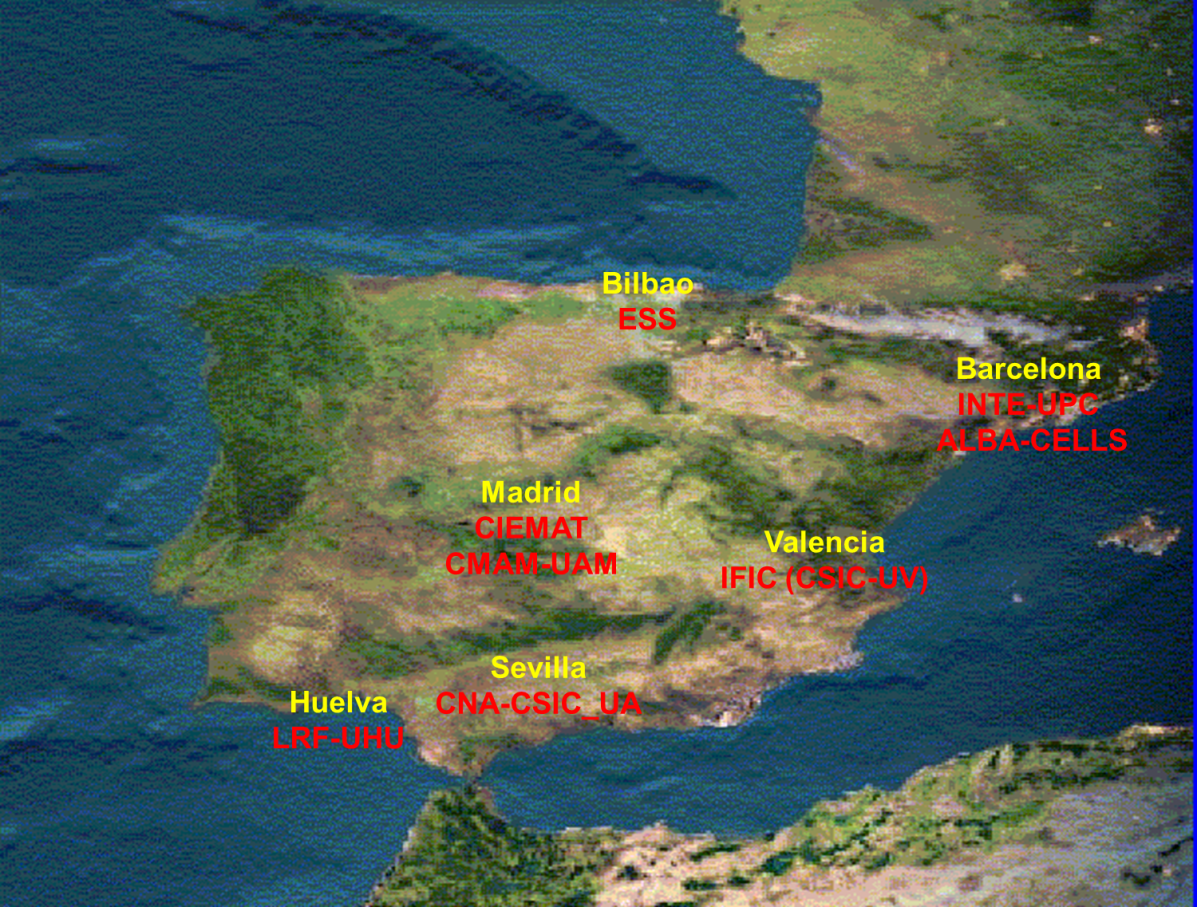 Bilbao
ESS
Barcelona
INTE-UPC
ALBA-CELLS
Madrid
CIEMAT
CMAM-UAM
Valencia
IFIC (CSIC-UV)
Sevilla
CNA-CSIC_UA
Huelva
LRF-UHU